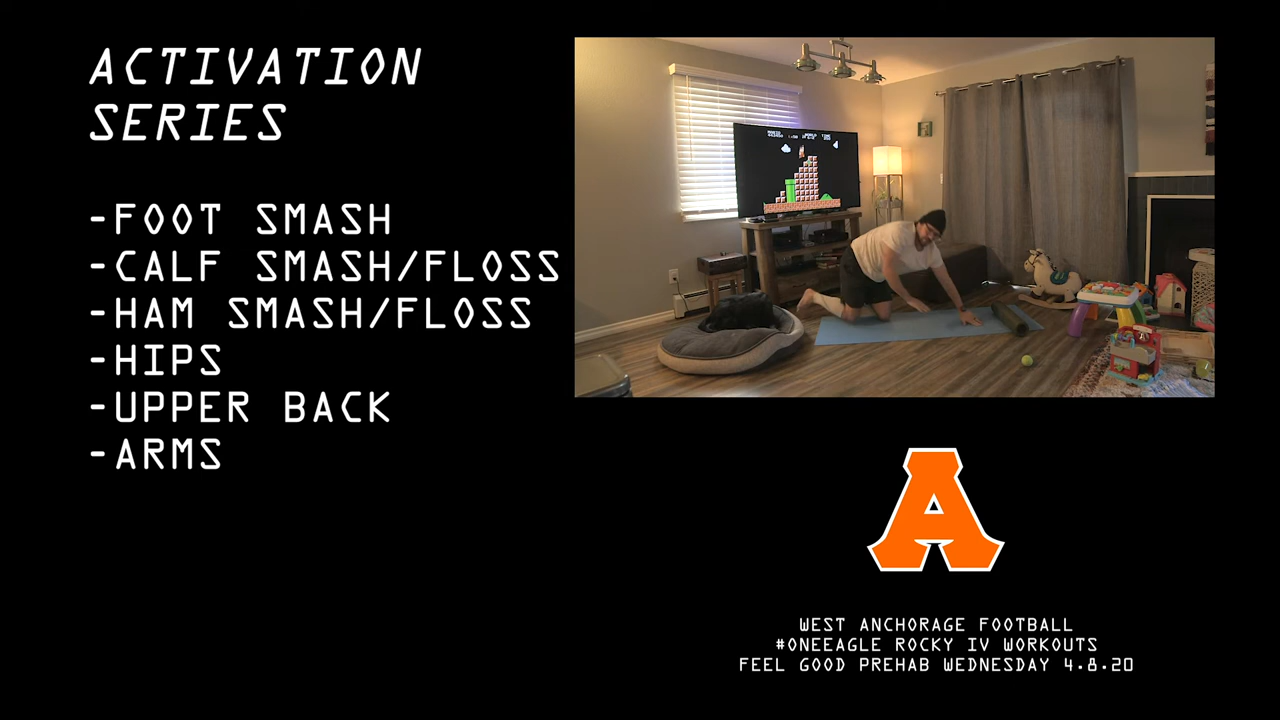 ACTIVATION
SERIES
-FOOT SMASH
-CALF SMASH/FLOSS
-HAM SMASH/FLOSS
-HIPS
-UPPER BACK
-ARMS
A
WEST ANCHORAGE FOOTBALL
#ONEEAGLE ROCKY IV WORKOUTS
FEEL GOOD PREHAB WEDNESDAY 4.8.20